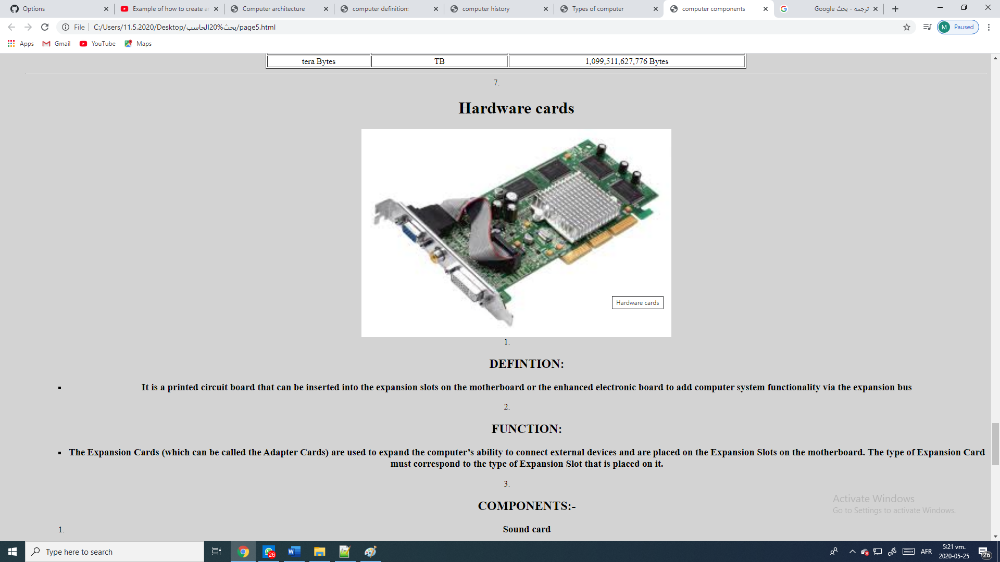 Options
Example of how to create a
Computer architecture
computer definition:
computer history
Types of computer
computer components
ترجمه - بحث Google
File
C:/Users/11.5.2020/Desktop/بحث%20الحاسب/page5.html
Paused
M
Apps
Gmail
YouTube
Maps
tera Bytes TB 1,099,511,627,776 Bytes
7.
Hardware cards
Hardware cards
1.
DEFINTION:
It is a printed circuit board that can be inserted into the expansion slots on the motherboard or the enhanced electronic board to add computer system functionality via the expansion bus
2.
FUNCTION:
The Expansion Cards (which can be called the Adapter Cards) are used to expand the computer’s ability to connect external devices and are placed on the Expansion Slots on the motherboard. The type of Expansion Card
must correspond to the type of Expansion Slot that is placed on it.
3.
COMPONENTS:-
Activate Windows
Go to Settings to activate Windows.
1. Sound card
Type here to search
26
AFR
5:21 vm.
2020-05-25
26